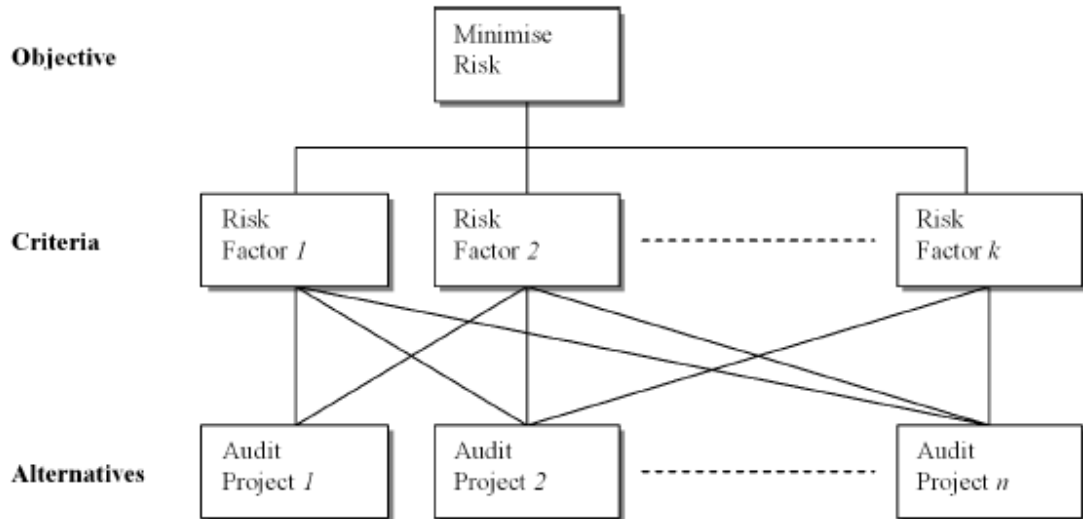 Objective
Minimise
Risk
Criteria
Risk
Factor 1
Risk
Factor 2
Risk
Factor k
Alternatives
Audit
Project 1
Audit
Project 2
Audit
Project n